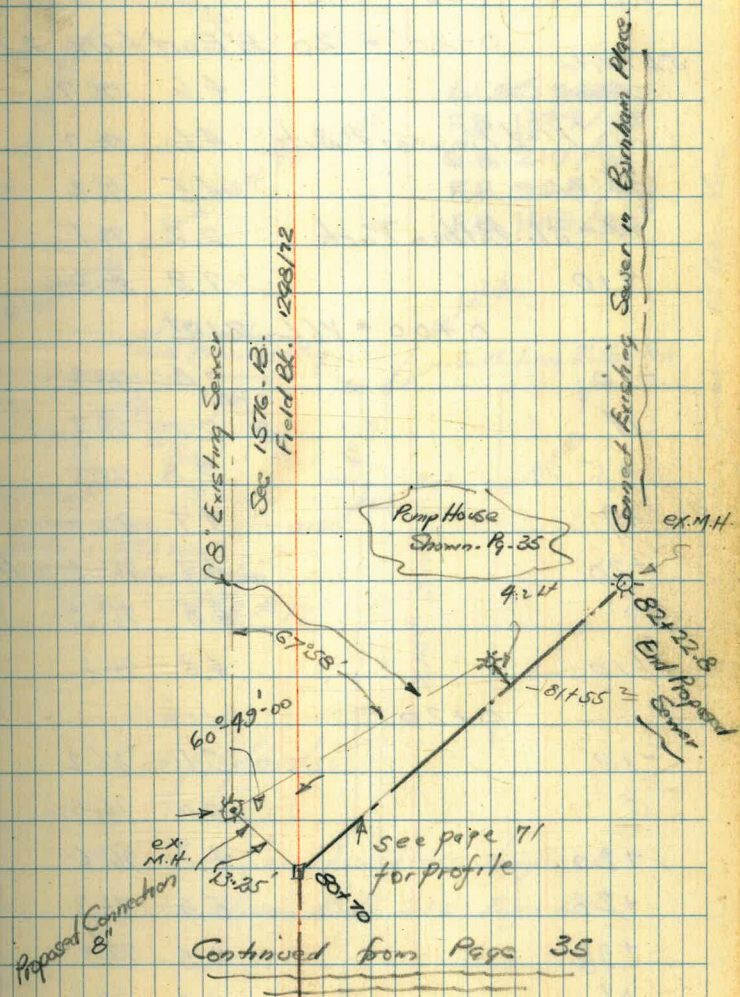 Connect Existing Sewer in Burnham Place.
8" Existing Sewer
See 1576-B.
Field Bk. 1298/72
Pump House
Shown. Pg. 35
ex. M.H.
4.2 Lt
82+22.8
End Proposed
Sewer
67°58'
81+55²
60°-49'-00
ex.
M.H.
13.25'
80+70
see page 71
for profile
Proposed Connection
8"
Continued from Page 35